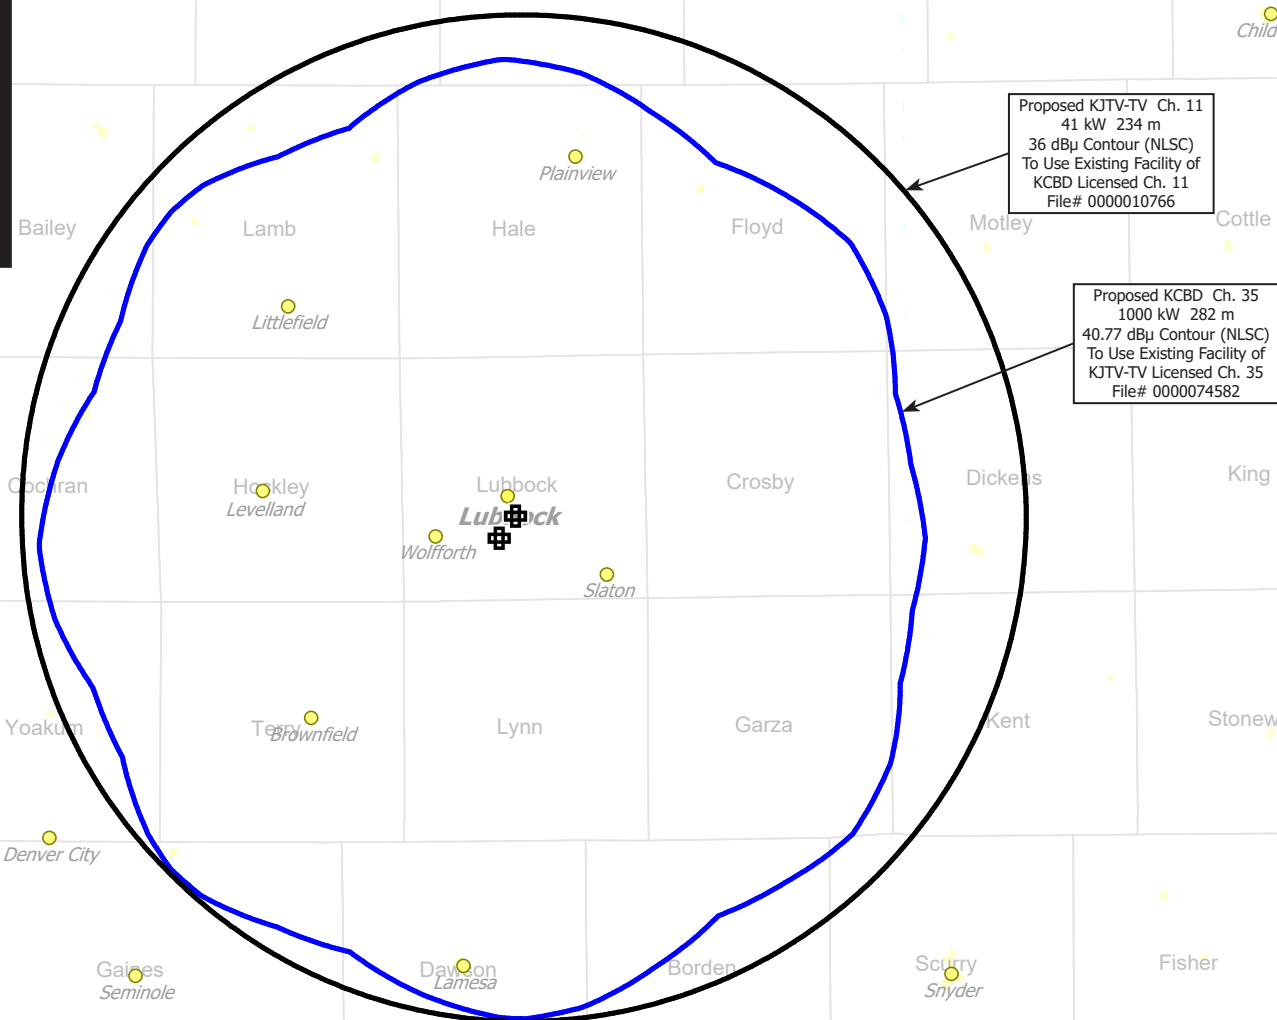 Child
Proposed KJTV-TV Ch. 11
41 kW 234 m
36 dBµ Contour (NLSC)
To Use Existing Facility of
KCBD Licensed Ch. 11
File# 0000010766
Plainview
Bailey
Lamb
Hale
Floyd
Motley
Cottle
Proposed KCBD Ch. 35
1000 kW 282 m
40.77 dBµ Contour (NLSC)
To Use Existing Facility of
KJTV-TV Licensed Ch. 35
File# 0000074582
Littlefield
Cochran
Hockley
Levelland
Lubbock
Lubbock
Wolfforth
Slaton
Crosby
Dickens
King
Yoakum
Terry
Brownfield
Lynn
Garza
Kent
Stonew
Denver City
Gaines
Seminole
Dawson
Lamesa
Borden
Scurry
Snyder
Fisher